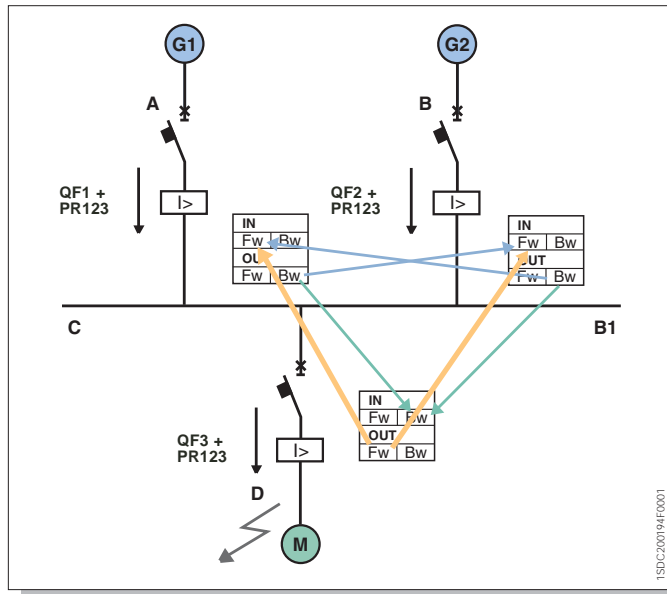 G1
G2
A
B
QF1 +
PR123
I>
QF2 +
PR123
I>
IN
Fw Bw
OUT
Fw Bw
IN
Fw Bw
OUT
Fw Bw
C
B1
IN
Fw Bw
OUT
Fw Bw
QF3 +
PR123
I>
D
M
1SDC200194F0001